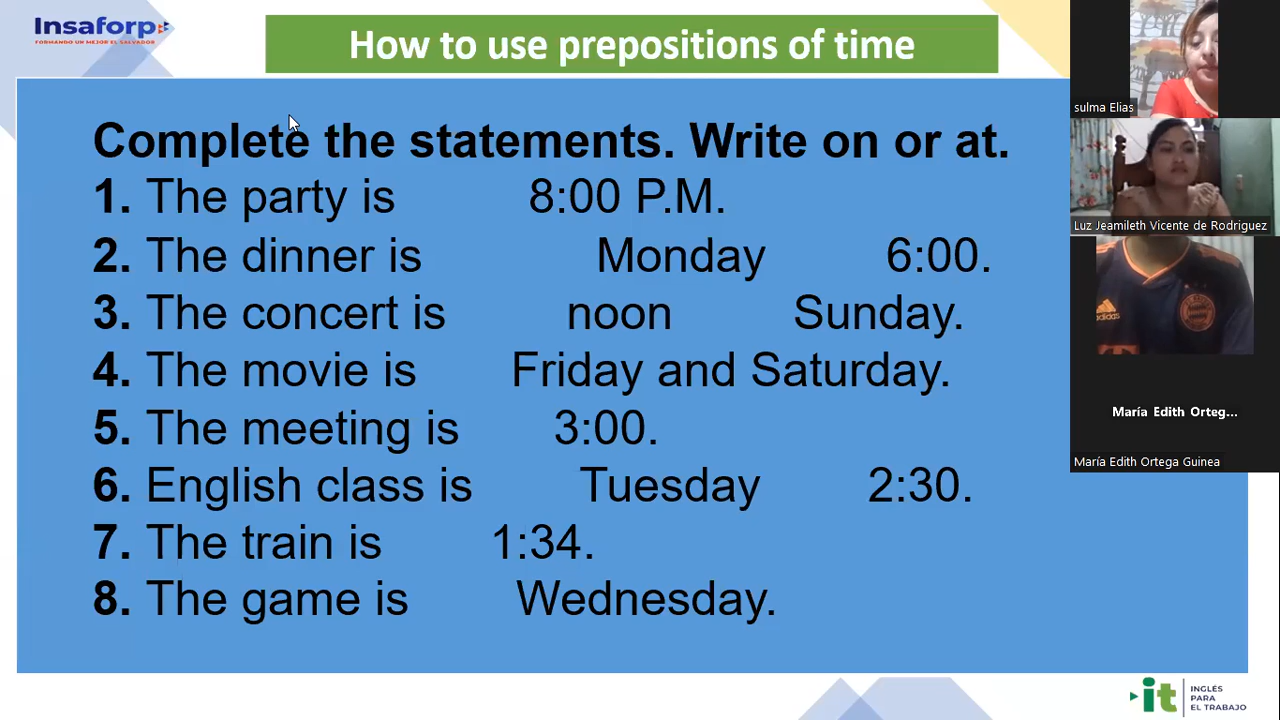 Insaforp
FORMANDO UN MEJOR EL SALVADOR
How to use prepositions of time
Complete the statements. Write on or at.
1. The party is 8:00 P.M.
2. The dinner is Monday 6:00.
3. The concert is noon Sunday.
4. The movie is Friday and Saturday.
5. The meeting is 3:00.
6. English class is Tuesday 2:30.
7. The train is 1:34.
8. The game is Wednesday.
sulma Elias
Luz Jeamileth Vicente de Rodriguez
adidas
María Edith Orteg...
María Edith Ortega Guinea
it
INGLÉS
PARA
EL TRABAJO